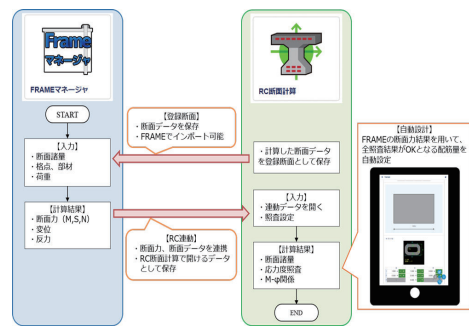 Frame
マネージャ
FRAMEマネージャ
START
【入力】
・断面諸量
・格点、部材
・荷重
【計算結果】
・断面力（M,S,N）
・変位
・反力
【登録断面】
・断面データを保存
・FRAMEでインポート可能
【RC連動】
・断面力、断面データを連携
・RC断面計算で開けるデータ
として保存
RC断面計算
・計算した断面データ
を登録断面として保存
【入力】
・連動データを開く
・照査設定
【計算結果】
・断面諸量
・応力度照査
・M-φ関係
END
【自動設計】
FRAMEの断面力結果を用いて、
全照査結果がOKとなる配筋量を
自動設定